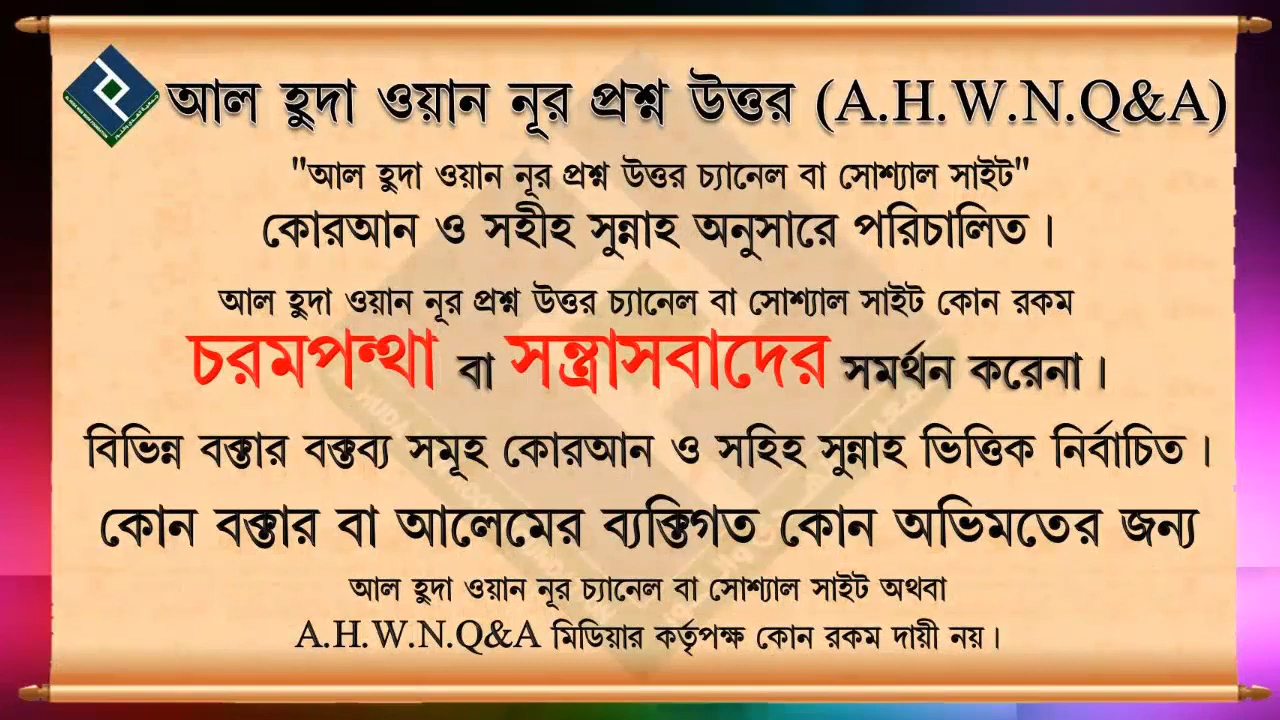 আল হুদা ওয়ান নূর প্রশ্ন উত্তর (A.H.W.N.Q&A)
"আল হুদা ওয়ান নূর প্রশ্ন উত্তর চ্যানেল বা সোশ্যাল সাইট"
কোরআন ও সহীহ সুন্নাহ অনুসারে পরিচালিত।
আল হুদা ওয়ান নূর প্রশ্ন উত্তর চ্যানেল বা সোশ্যাল সাইট কোন রকম
চরমপন্থা বা সন্ত্রাসবাদের সমর্থন করেনা।
বিভিন্ন বক্তার বক্তব্য সমূহ কোরআন ও সহিহ সুন্নাহ ভিত্তিক নির্বাচিত।
কোন বক্তার বা আলেমের ব্যক্তিগত কোন অভিমতের জন্য
আল হুদা ওয়ান নূর চ্যানেল বা সোশ্যাল সাইট অথবা
A.H.W.N.Q&A মিডিয়ার কর্তৃপক্ষ কোন রকম দায়ী নয়।